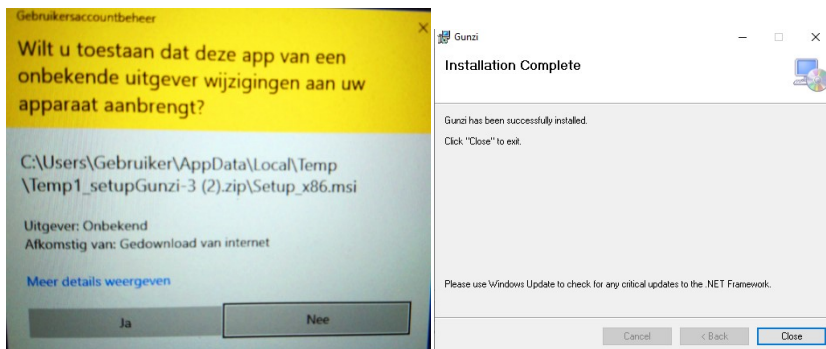 Gebruikersaccountbeheer
Wilt u toestaan dat deze app van een
onbekende uitgever wijzigingen aan uw
apparaat aanbrengt?
C:\Users\Gebruiker\AppData\Local\Temp
\Temp1_setupGunzi-3 (2).zip\Setup_x86.msi
Uitgever: Onbekend
Afkomstig van: Gedownload van internet
Meer details weergeven
Ja
Nee
Gunzi
Installation Complete
Gunzi has been successfully installed.
Click "Close" to exit.
Please use Windows Update to check for any critical updates to the .NET Framework.
Cancel
< Back
Close